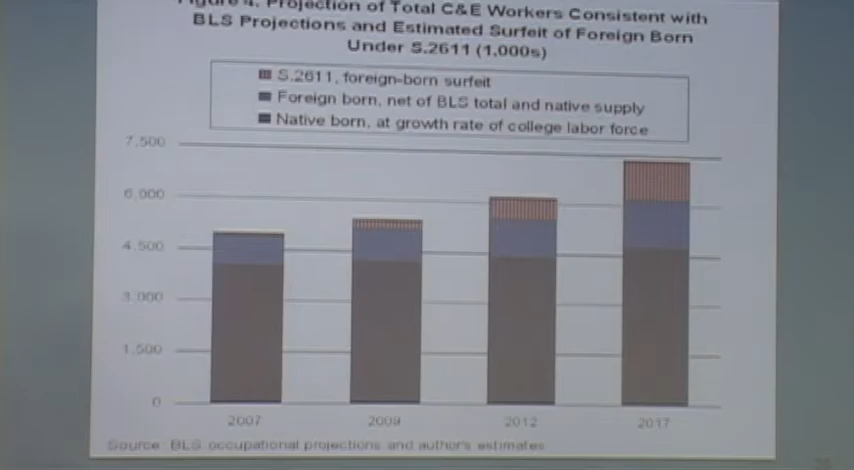 Figure 4. Projection of Total C&E Workers Consistent with
BLS Projections and Estimated Surfeit of Foreign Born
Under S.2611 (1,000s)
S.2611, foreign-born surfeit
Foreign born, net of BLS total and native supply
Native born, at growth rate of college labor force
7,500
6,000
4,500
3,000
1,500
0
2007 2009 2012 2017
Source: BLS occupational projections and author's estimates